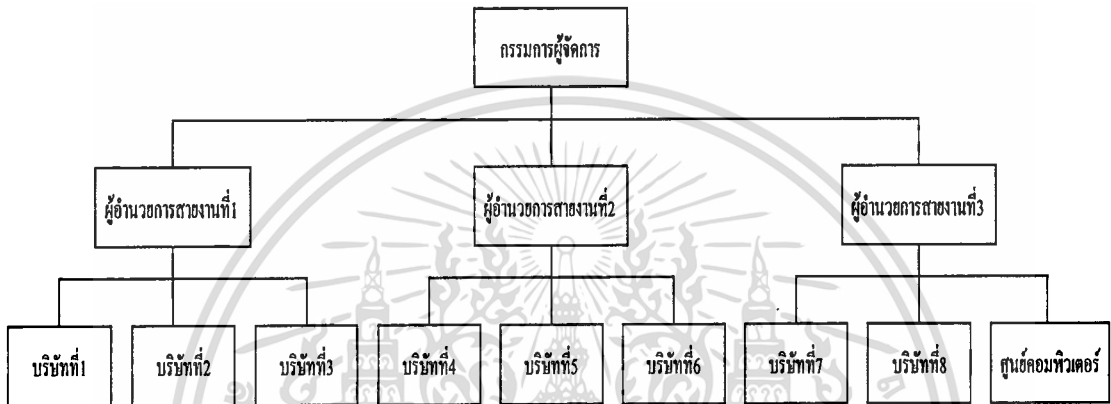 กรรมการผู้จัดการ
ผู้อำนวยการสายงานที่1
ผู้อำนวยการสายงานที่2
ผู้อำนวยการสายงานที่3
บริษัทที่1
บริษัทที่2
บริษัทที่3
บริษัทที่4
บริษัทที่5
บริษัทที่6
บริษัทที่7
บริษัทที่8
ศูนย์คอมพิวเตอร์